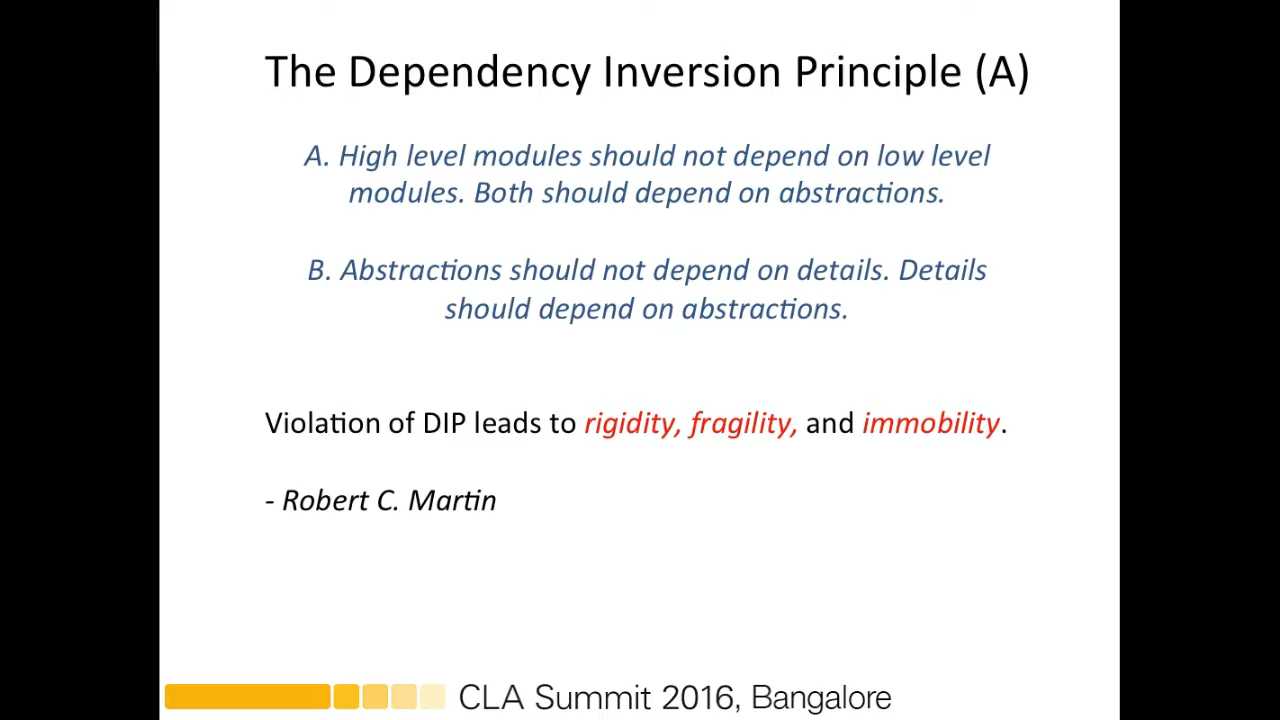 The Dependency Inversion Principle (A)
A. High level modules should not depend on low level
modules. Both should depend on abstractions.
B. Abstractions should not depend on details. Details
should depend on abstractions.
Violation of DIP leads to rigidity, fragility, and immobility.
- Robert C. Martin
CLA Summit 2016, Bangalore